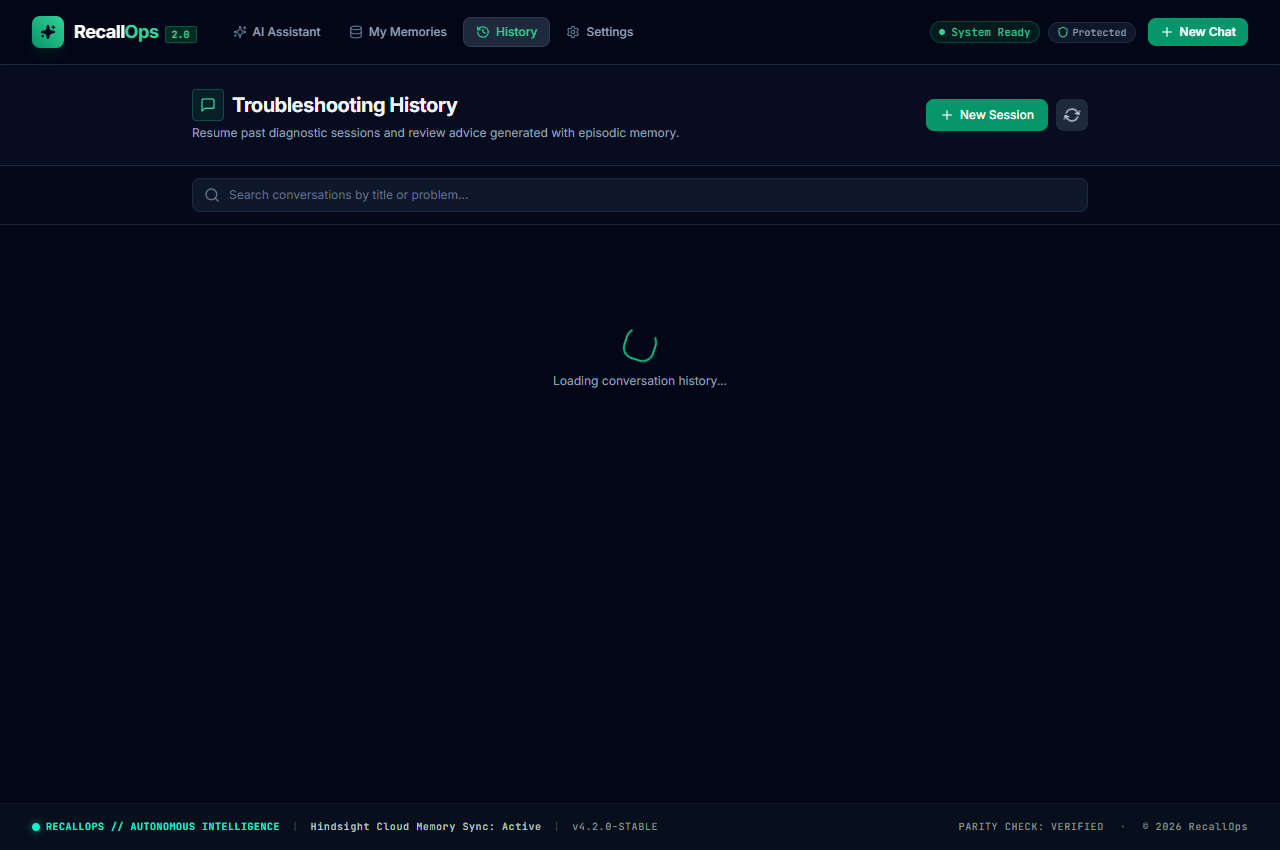 RecallOps 2.0 AI Assistant My Memories History Settings System Ready Protected + New Chat
Troubleshooting History
Resume past diagnostic sessions and review advice generated with episodic memory.
+ New Session
Search conversations by title or problem...
Loading conversation history...
RECALLOPS // AUTONOMOUS INTELLIGENCE | Hindsight Cloud Memory Sync: Active | v4.2.0-STABLE PARITY CHECK: VERIFIED · © 2026 RecallOps